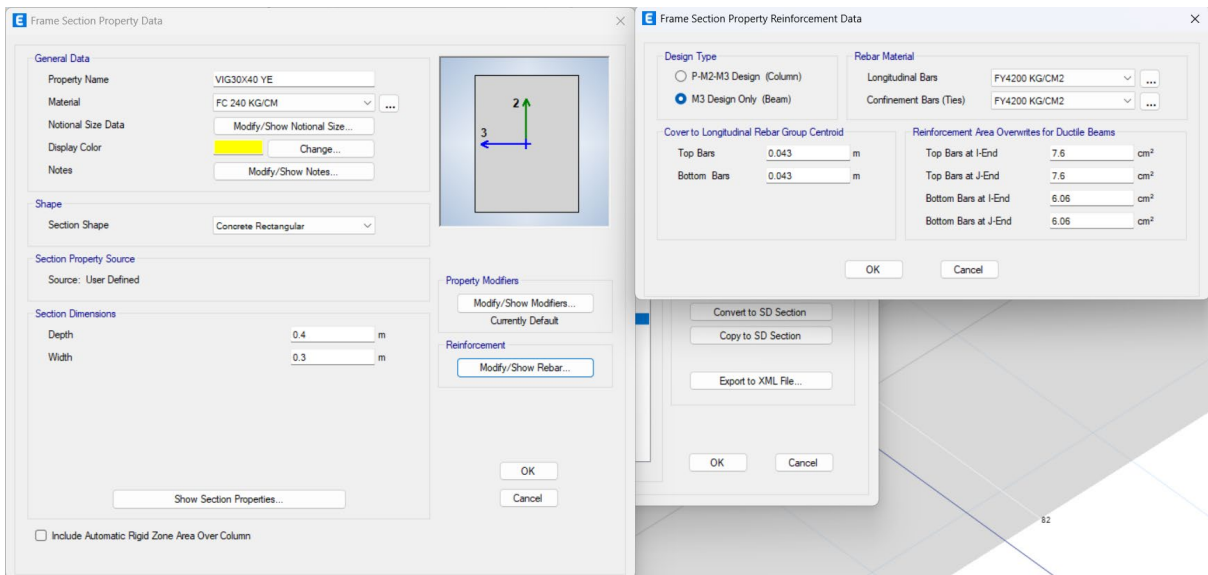 Frame Section Property Data
General Data
Property Name VIG30X40 YE
Material FC 240 KG/CM ...
Notional Size Data Modify/Show Notional Size...
Display Color Change...
Notes Modify/Show Notes...
2
3
Shape
Section Shape Concrete Rectangular
Section Property Source
Source: User Defined
Property Modifiers
Modify/Show Modifiers...
Currently Default
Section Dimensions
Depth 0.4 m
Width 0.3 m
Reinforcement
Modify/Show Rebar...
Show Section Properties...
OK
Cancel
Include Automatic Rigid Zone Area Over Column
Frame Section Property Reinforcement Data
Design Type
P-M2-M3 Design (Column)
M3 Design Only (Beam)
Rebar Material
Longitudinal Bars FY4200 KG/CM2 ...
Confinement Bars (Ties) FY4200 KG/CM2 ...
Cover to Longitudinal Rebar Group Centroid
Top Bars 0.043 m
Bottom Bars 0.043 m
Reinforcement Area Overwrites for Ductile Beams
Top Bars at I-End 7.6 cm²
Top Bars at J-End 7.6 cm²
Bottom Bars at I-End 6.06 cm²
Bottom Bars at J-End 6.06 cm²
OK Cancel
Convert to SD Section
Copy to SD Section
Export to XML File...
OK Cancel
B2